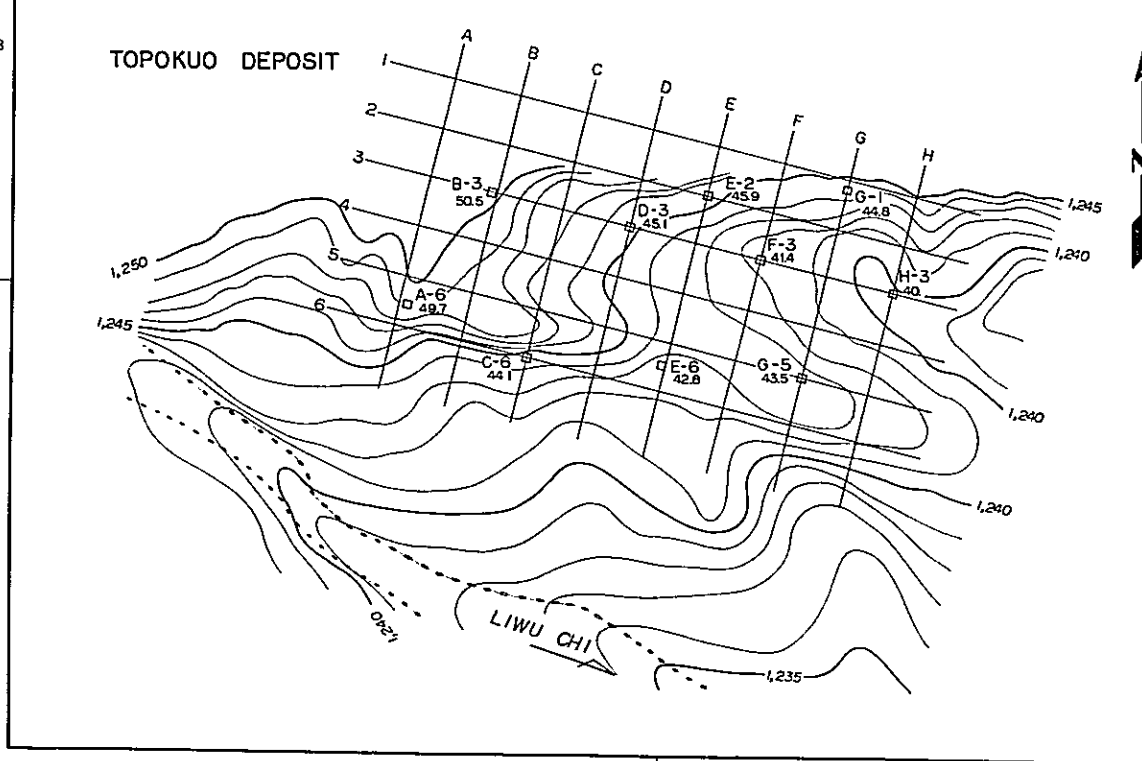 TOPOKUO DEPOSIT
A
B
C
D
E
F
G
H
1
2
3
4
5
6
B-3
50.5
E-2
45.9
G-1
44.8
D-3
45.1
F-3
41.4
H-3
40.
A-6
49.7
C-6
44.1
E-6
42.8
G-5
43.5
1,250
1,245
1,245
1,240
1,240
1,240
1,240
1,235
LIWU CHI
N